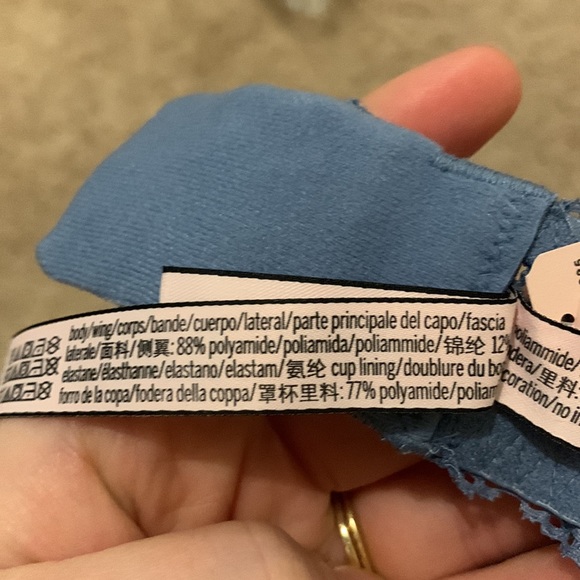 body/wing/corps/bande/cuerpo/lateral/parte principale del capo/fascia
laterale/面料/侧翼: 88% polyamide/poliamida/poliammide/锦纶 12%
elastane/élasthanne/elastano/elastam/氨纶 cup lining/doublure du
forro de la copa/fodera della coppa/罩杯里料: 77% polyamide/